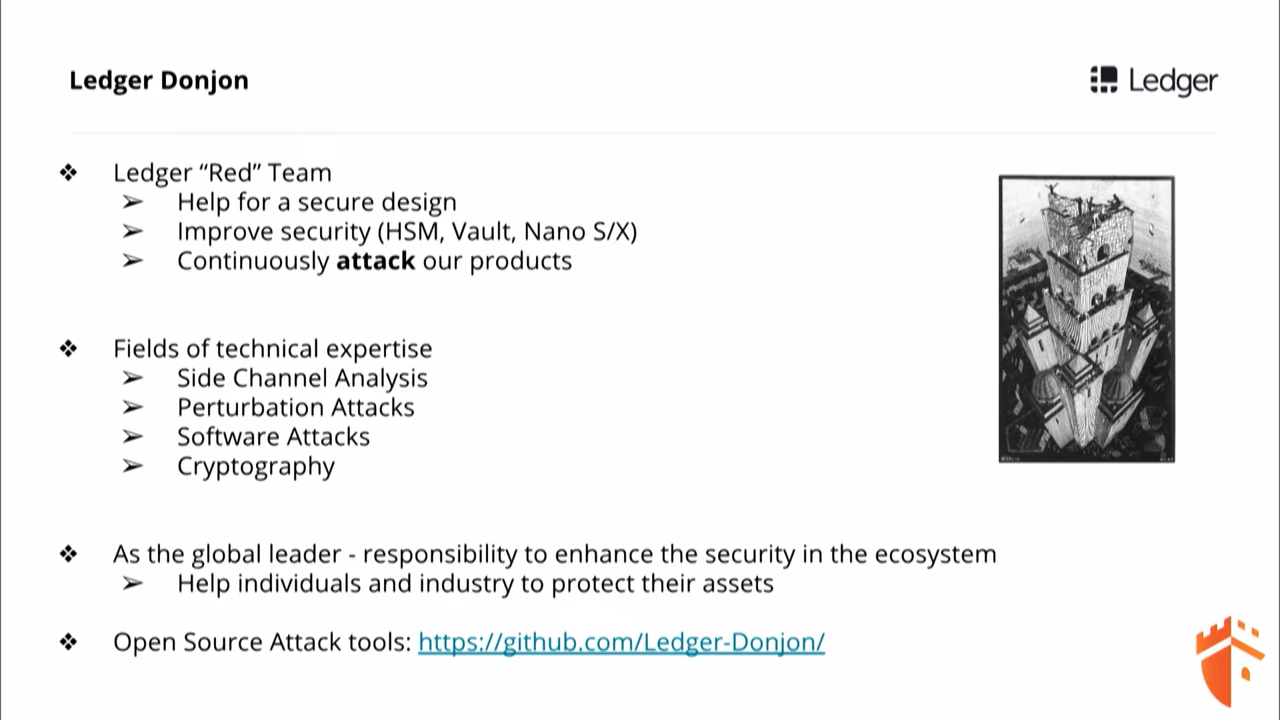 Ledger Donjon
Ledger
❖ Ledger “Red” Team
➢ Help for a secure design
➢ Improve security (HSM, Vault, Nano S/X)
➢ Continuously attack our products
❖ Fields of technical expertise
➢ Side Channel Analysis
➢ Perturbation Attacks
➢ Software Attacks
➢ Cryptography
❖ As the global leader - responsibility to enhance the security in the ecosystem
➢ Help individuals and industry to protect their assets
❖ Open Source Attack tools: https://github.com/Ledger-Donjon/